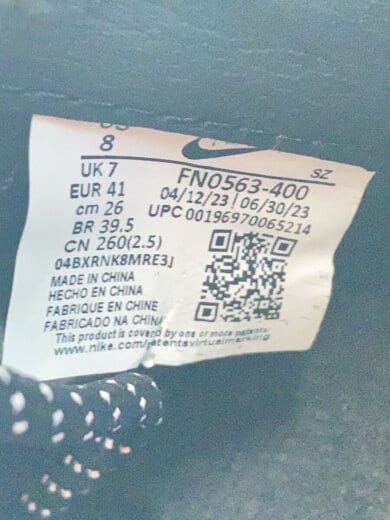 US
8
UK 7
EUR 41
cm 26
BR 39.5
CN 260(2.5)
04BXRNK8MRE3J
MADE IN CHINA
HECHO EN CHINA
FABRIQUE EN CHINE
FABRICADO NA CHINA
This product is covered by one or more patents:
www.nike.com/patentsvirtualmarking
SZ
FN0563-400
04/12/23 | 06/30/23
UPC 00196970065214